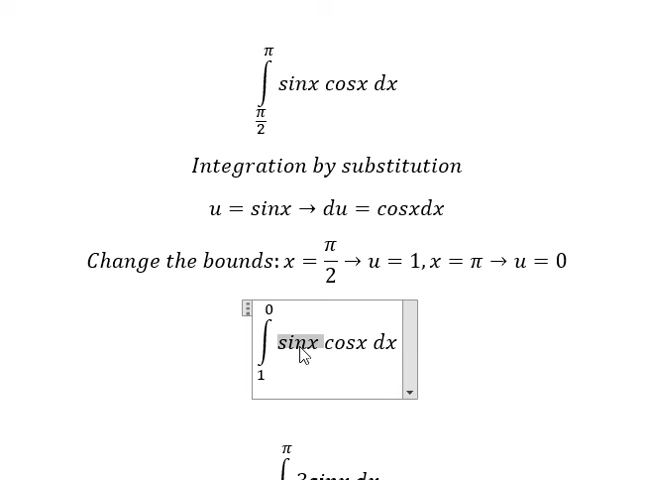 ∫_{π/2}^{π} sinx cosx dx
Integration by substitution
u = sinx → du = cosxdx
Change the bounds: x = π/2 → u = 1, x = π → u = 0
∫_{1}^{0} sinx cosx dx
∫^{π}